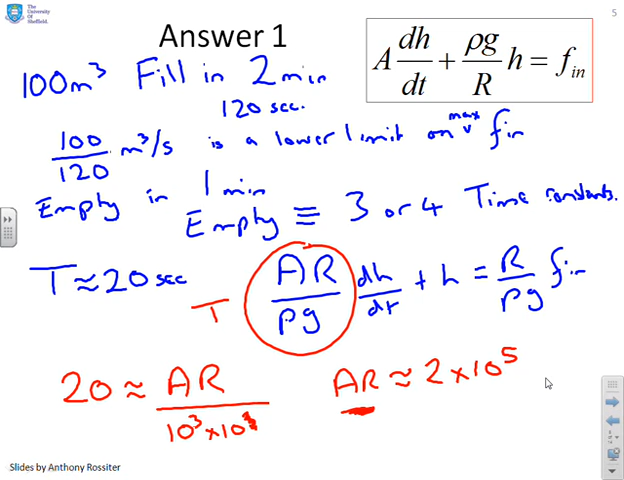 The
University
Of
Sheffield.
5
Answer 1
A dh/dt + ρg/R h = f_in
100m³ Fill in 2 min
120 sec.
100/120 m³/s is a lower limit on max v fin
Empty in 1 min
Empty ≡ 3 or 4 Time constants.
T ≈ 20 sec
T AR/ρg dh/dt + h = R/ρg fin
20 ≈ AR/10³×10¹
AR ≈ 2×10⁵
Slides by Anthony Rossiter